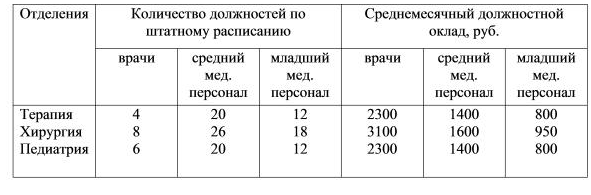 Отделения Количество должностей по Среднемесячный должностной
штатному расписанию оклад, руб.
врачи средний младший врачи средний младший
мед. мед. мед. мед.
персонал персонал персонал персонал
Терапия 4 20 12 2300 1400 800
Хирургия 8 26 18 3100 1600 950
Педиатрия 6 20 12 2300 1400 800